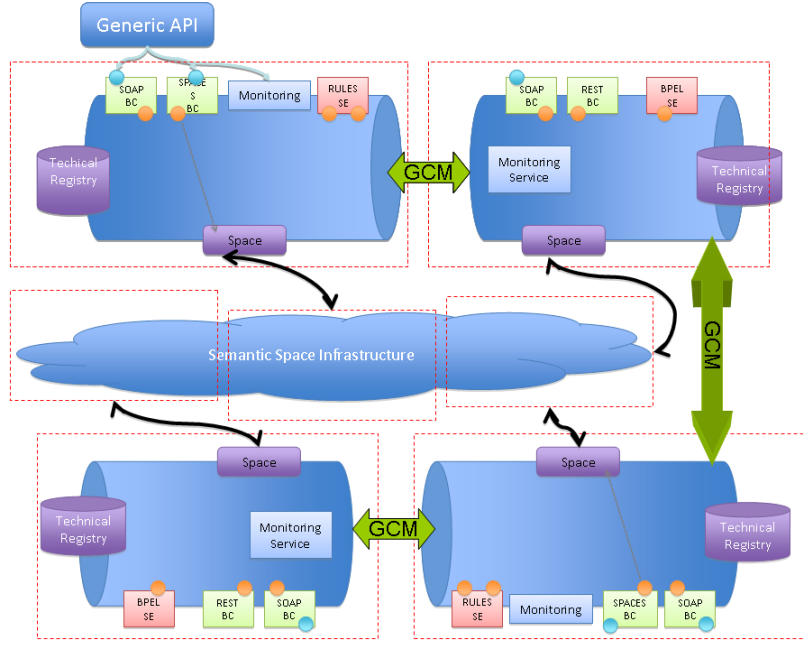 Generic API
SOAP
BC
SPACE
S
BC
Monitoring
RULES
SE
Techical
Registry
Space
GCM
SOAP
BC
REST
BC
BPEL
SE
Monitoring
Service
Technical
Registry
Space
Semantic Space Infrastructure
GCM
Space
Technical
Registry
Monitoring
Service
BPEL
SE
REST
BC
SOAP
BC
GCM
Space
Technical
Registry
RULES
SE
Monitoring
SPACES
BC
SOAP
BC